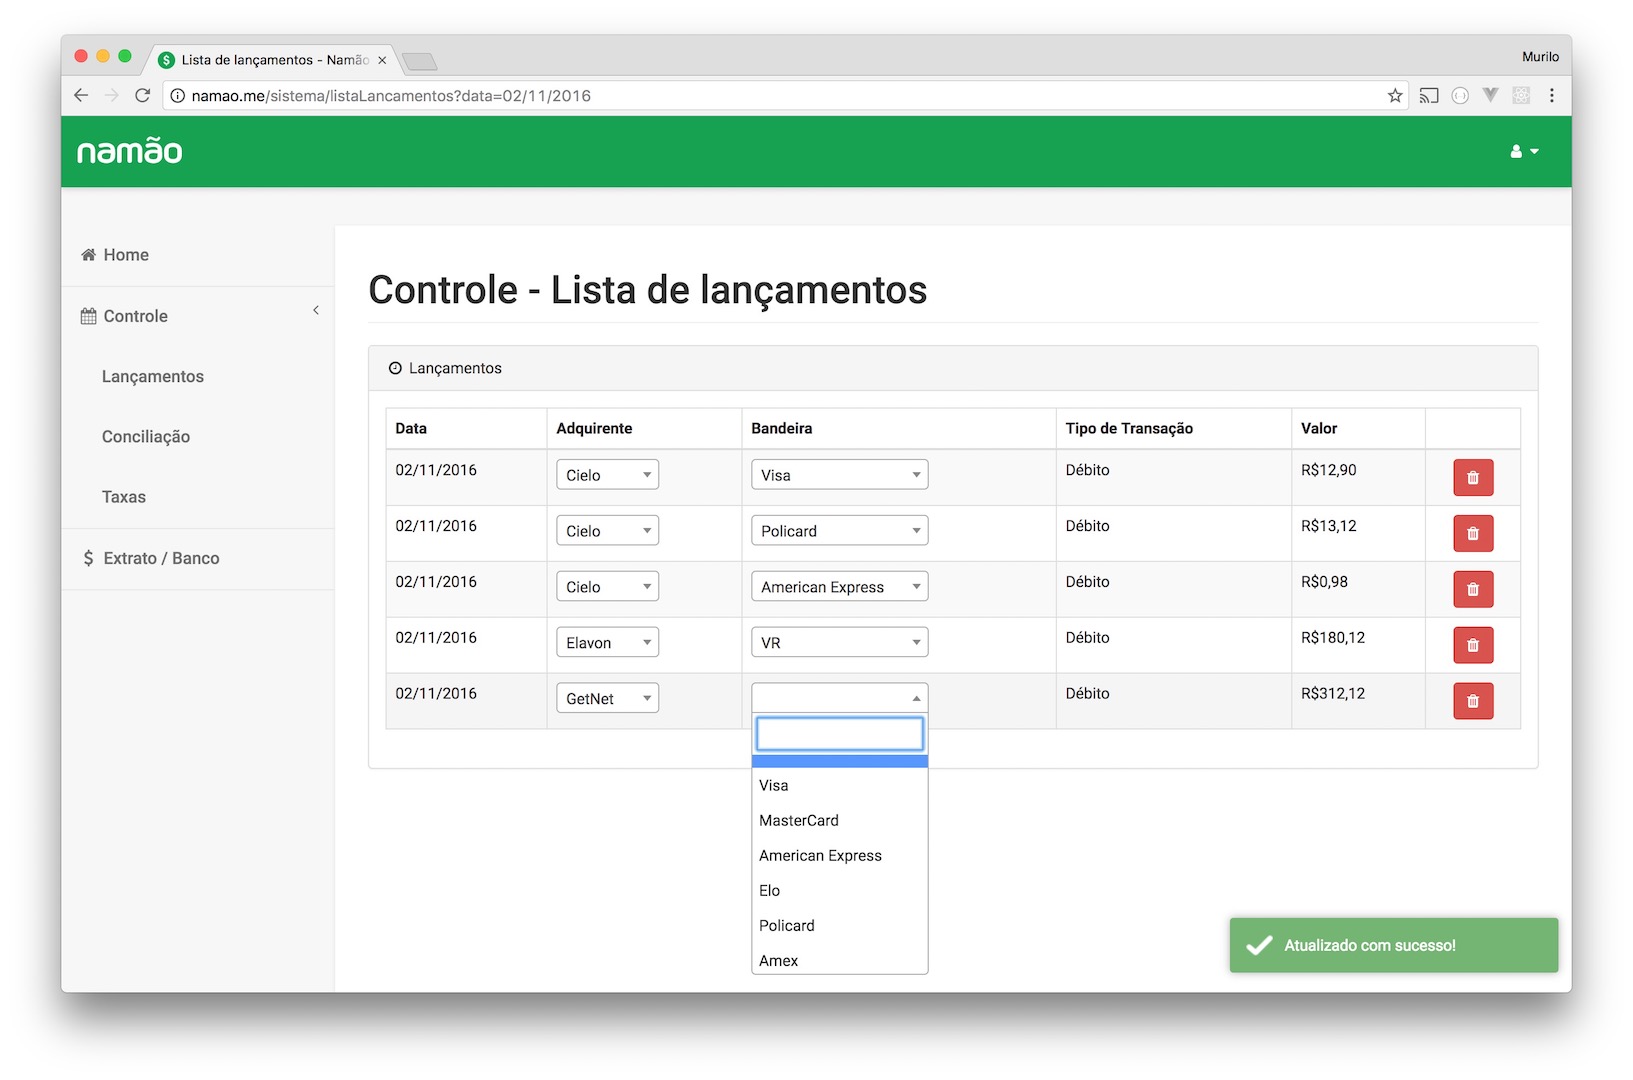 Lista de lançamentos - Namão
Murilo
namao.me/sistema/listaLancamentos?data=02/11/2016
namão
Home
Controle
Lançamentos
Conciliação
Taxas
$ Extrato / Banco
Controle - Lista de lançamentos
Lançamentos
Data Adquirente Bandeira Tipo de Transação Valor
02/11/2016 Cielo Visa Débito R$12,90
02/11/2016 Cielo Policard Débito R$13,12
02/11/2016 Cielo American Express Débito R$0,98
02/11/2016 Elavon VR Débito R$180,12
02/11/2016 GetNet Débito R$312,12
Visa
MasterCard
American Express
Elo
Policard
Amex
Atualizado com sucesso!